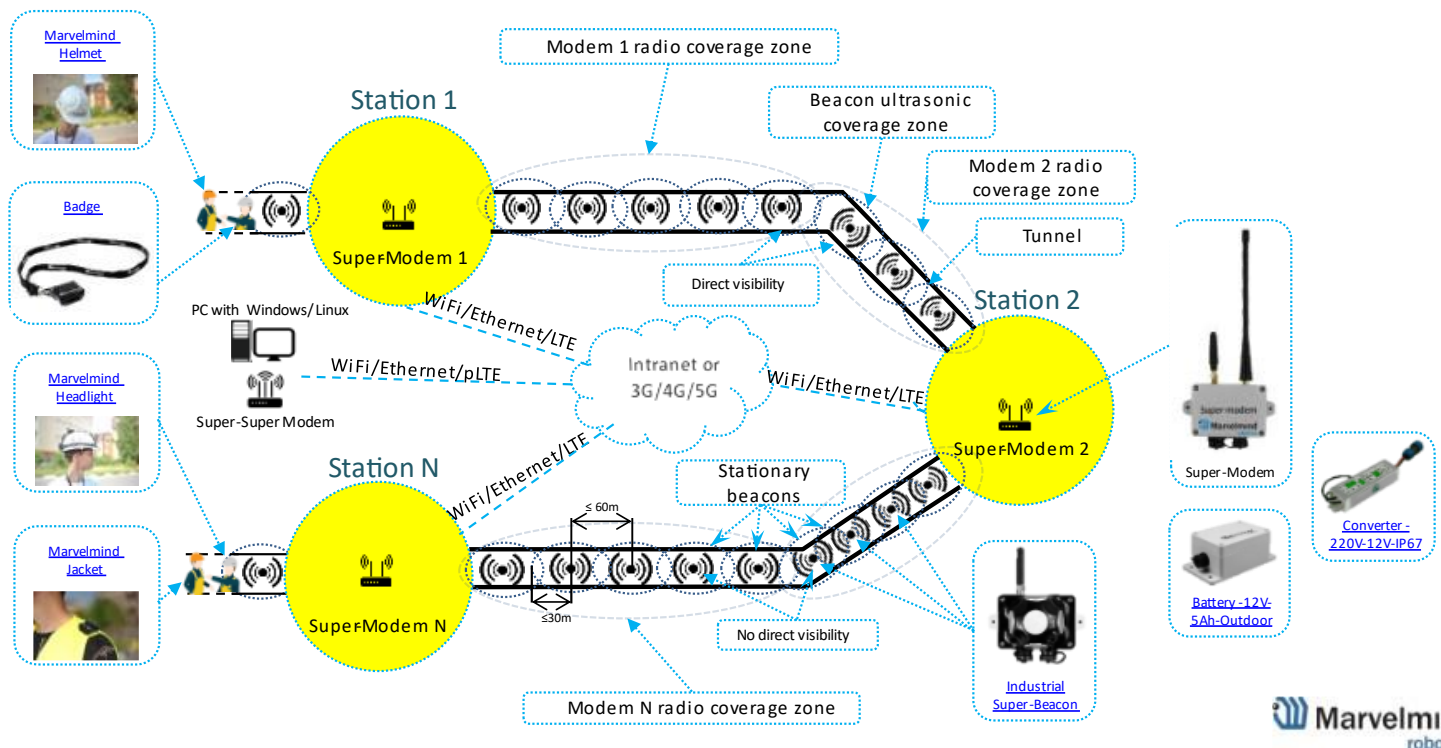 Marvelmind
Helmet
Modem 1 radio coverage zone
Station 1
Beacon ultrasonic
coverage zone
Modem 2 radio
coverage zone
Badge
Tunnel
Super-Modem 1
Direct visibility
Station 2
PC with Windows/Linux
WiFi/Ethernet/LTE
WiFi/Ethernet/pLTE
Intranet or
3G/4G/5G
WiFi/Ethernet/LTE
Marvelmind
Headlight
Super-Super Modem
Super-Modem 2
Super-modem
Marvelmind
Super-Modem
Station N
WiFi/Ethernet/LTE
Stationary
beacons
≤ 60m
Converter -
220V-12V-IP67
Marvelmind
Jacket
Super-Modem N
≤30m
No direct visibility
Battery -12V-
5Ah-Outdoor
Industrial
Super-Beacon
Modem N radio coverage zone